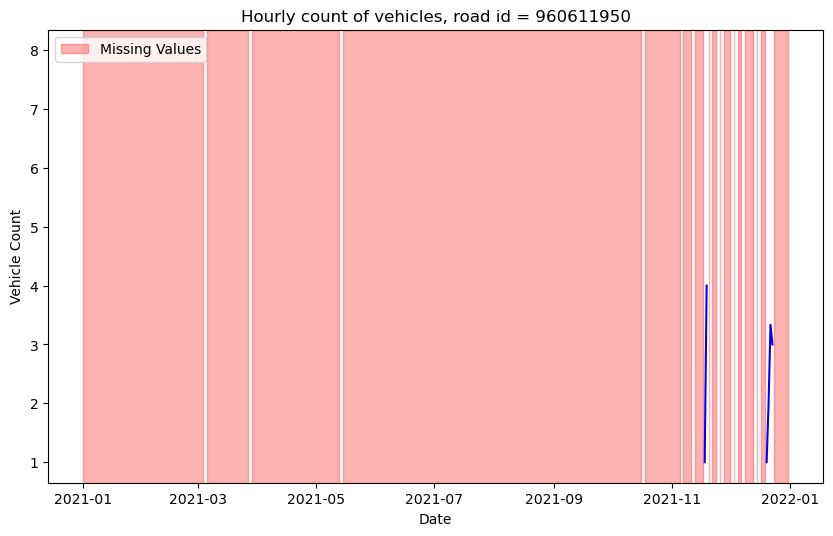 Hourly count of vehicles, road id = 960611950
Missing Values
8
7
6
5
4
3
2
1
Vehicle Count
2021-01 2021-03 2021-05 2021-07 2021-09 2021-11 2022-01
Date